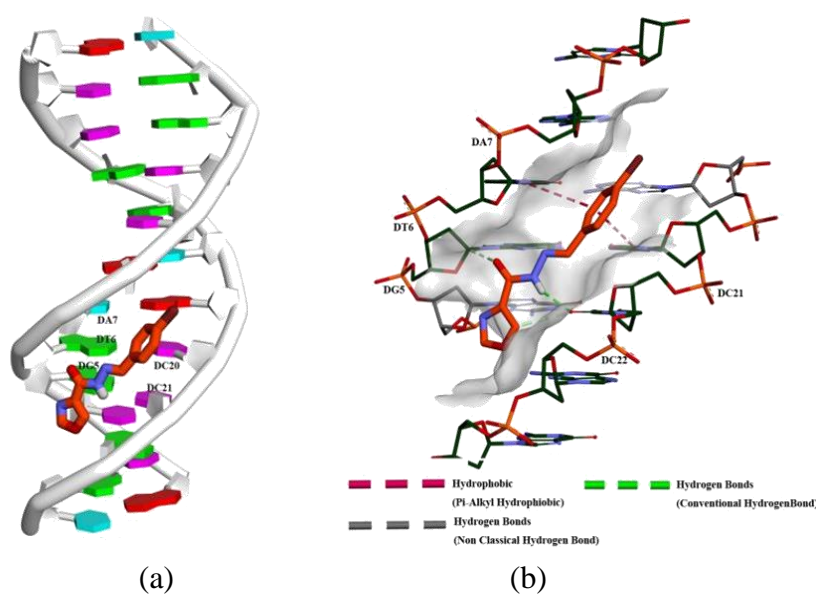 DA7
DT6
DG5
DC20
DC21
DA7
DT6
DG5
DC21
DC22
Hydrophobic
(Pi-Alkyl Hydrophiobic)
Hydrogen Bonds
(Non Classical Hydrogen Bond)
Hydrogen Bonds
(Conventional HydrogenBond)
(a)
(b)